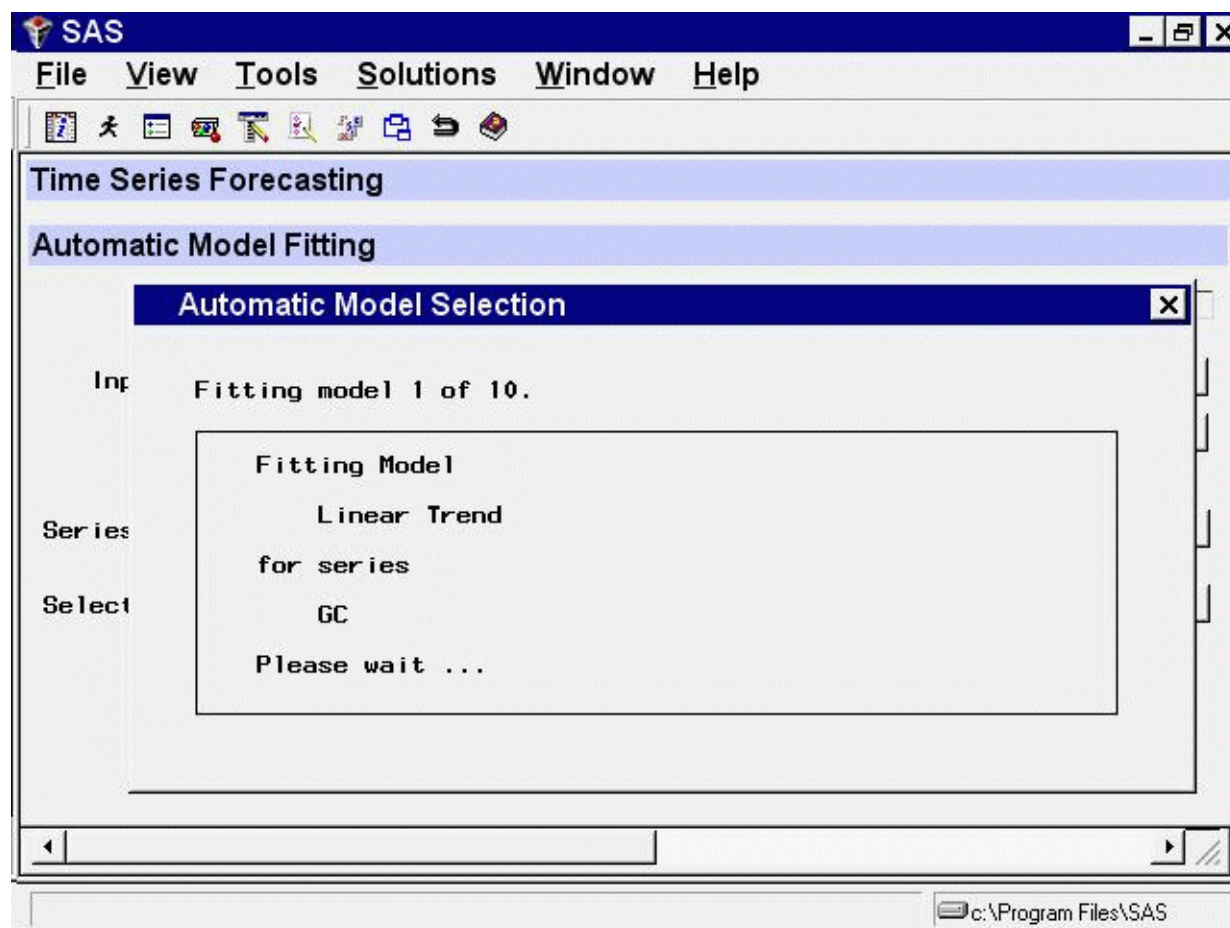 SAS
File View Tools Solutions Window Help
Time Series Forecasting
Automatic Model Fitting
Automatic Model Selection
Inp
Fitting model 1 of 10.
Fitting Model
Linear Trend
Series
for series
Select
GC
Please wait ...
c:\Program Files\SAS